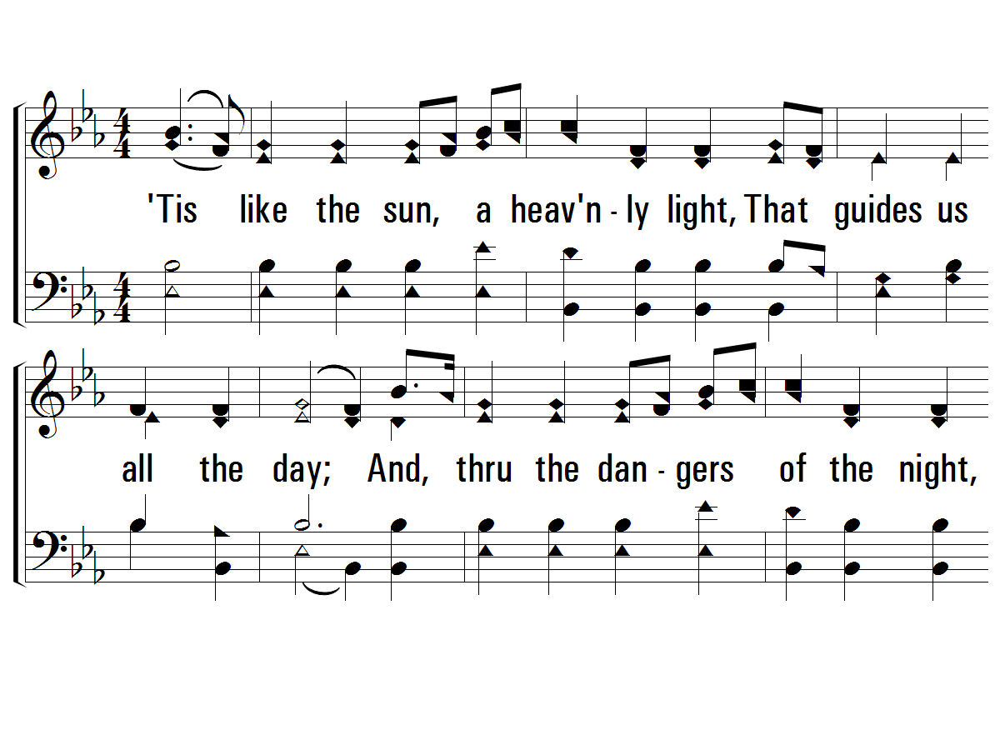 'Tis like the sun, a heav'n - ly light, That guides us
all the day; And, thru the dan - gers of the night,